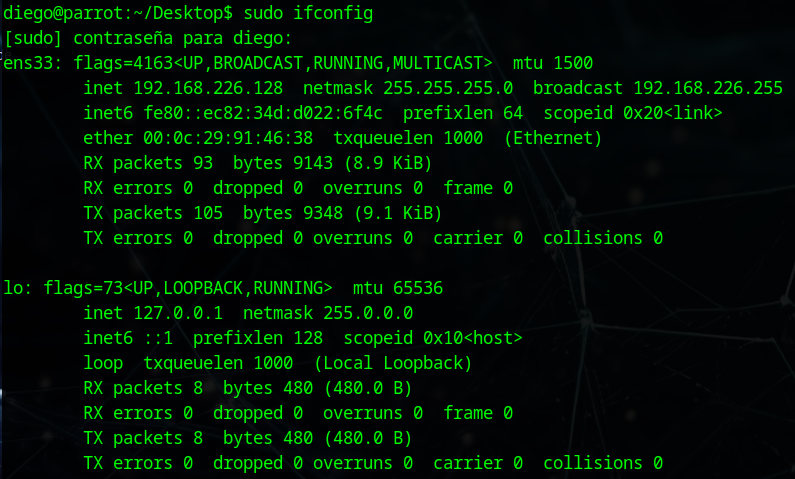 diego@parrot:~/Desktop$ sudo ifconfig
[sudo] contraseña para diego:
ens33: flags=4163<UP,BROADCAST,RUNNING,MULTICAST>  mtu 1500
        inet 192.168.226.128  netmask 255.255.255.0  broadcast 192.168.226.255
        inet6 fe80::ec82:34d:d022:6f4c  prefixlen 64  scopeid 0x20<link>
        ether 00:0c:29:91:46:38  txqueuelen 1000  (Ethernet)
        RX packets 93  bytes 9143 (8.9 KiB)
        RX errors 0  dropped 0  overruns 0  frame 0
        TX packets 105  bytes 9348 (9.1 KiB)
        TX errors 0  dropped 0 overruns 0  carrier 0  collisions 0

lo: flags=73<UP,LOOPBACK,RUNNING>  mtu 65536
        inet 127.0.0.1  netmask 255.0.0.0
        inet6 ::1  prefixlen 128  scopeid 0x10<host>
        loop  txqueuelen 1000  (Local Loopback)
        RX packets 8  bytes 480 (480.0 B)
        RX errors 0  dropped 0  overruns 0  frame 0
        TX packets 8  bytes 480 (480.0 B)
        TX errors 0  dropped 0 overruns 0  carrier 0  collisions 0